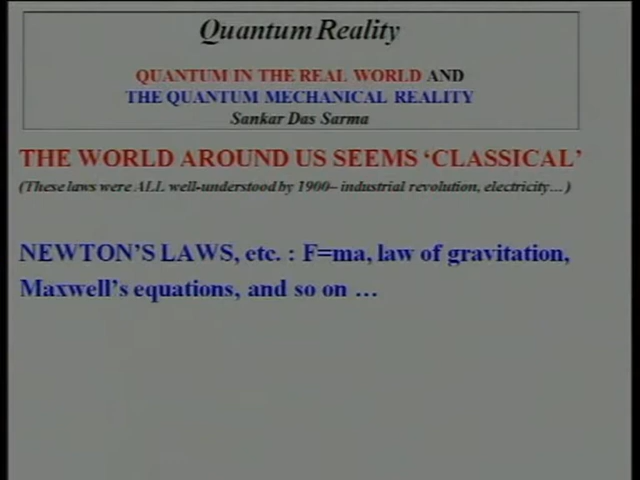 Quantum Reality
QUANTUM IN THE REAL WORLD AND
THE QUANTUM MECHANICAL REALITY
Sankar Das Sarma
THE WORLD AROUND US SEEMS ‘CLASSICAL’
(These laws were ALL well-understood by 1900– industrial revolution, electricity…)
NEWTON’S LAWS, etc. : F=ma, law of gravitation,
Maxwell’s equations, and so on …